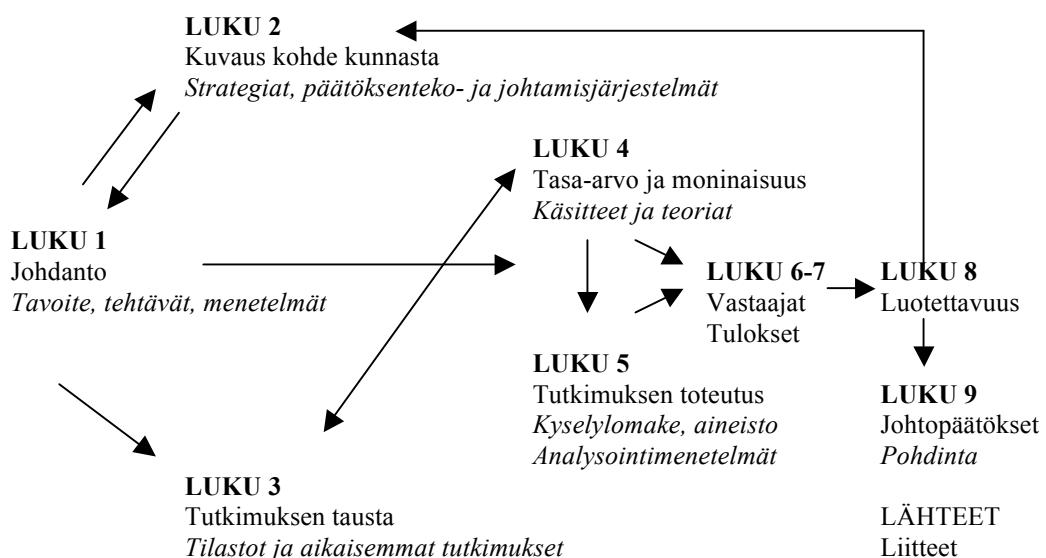 LUKU 2
Kuvaus kohde kunnasta
Strategiat, päätöksenteko- ja johtamisjärjestelmät
LUKU 4
Tasa-arvo ja moninaisuus
Käsitteet ja teoriat
LUKU 1
Johdanto
Tavoite, tehtävät, menetelmät
LUKU 6-7
Vastaajat
Tulokset
LUKU 8
Luotettavuus
LUKU 5
Tutkimuksen toteutus
Kyselylomake, aineisto
Analysointimenetelmät
LUKU 9
Johtopäätökset
Pohdinta
LUKU 3
Tutkimuksen tausta
Tilastot ja aikaisemmat tutkimukset
LÄHTEET
Liitteet